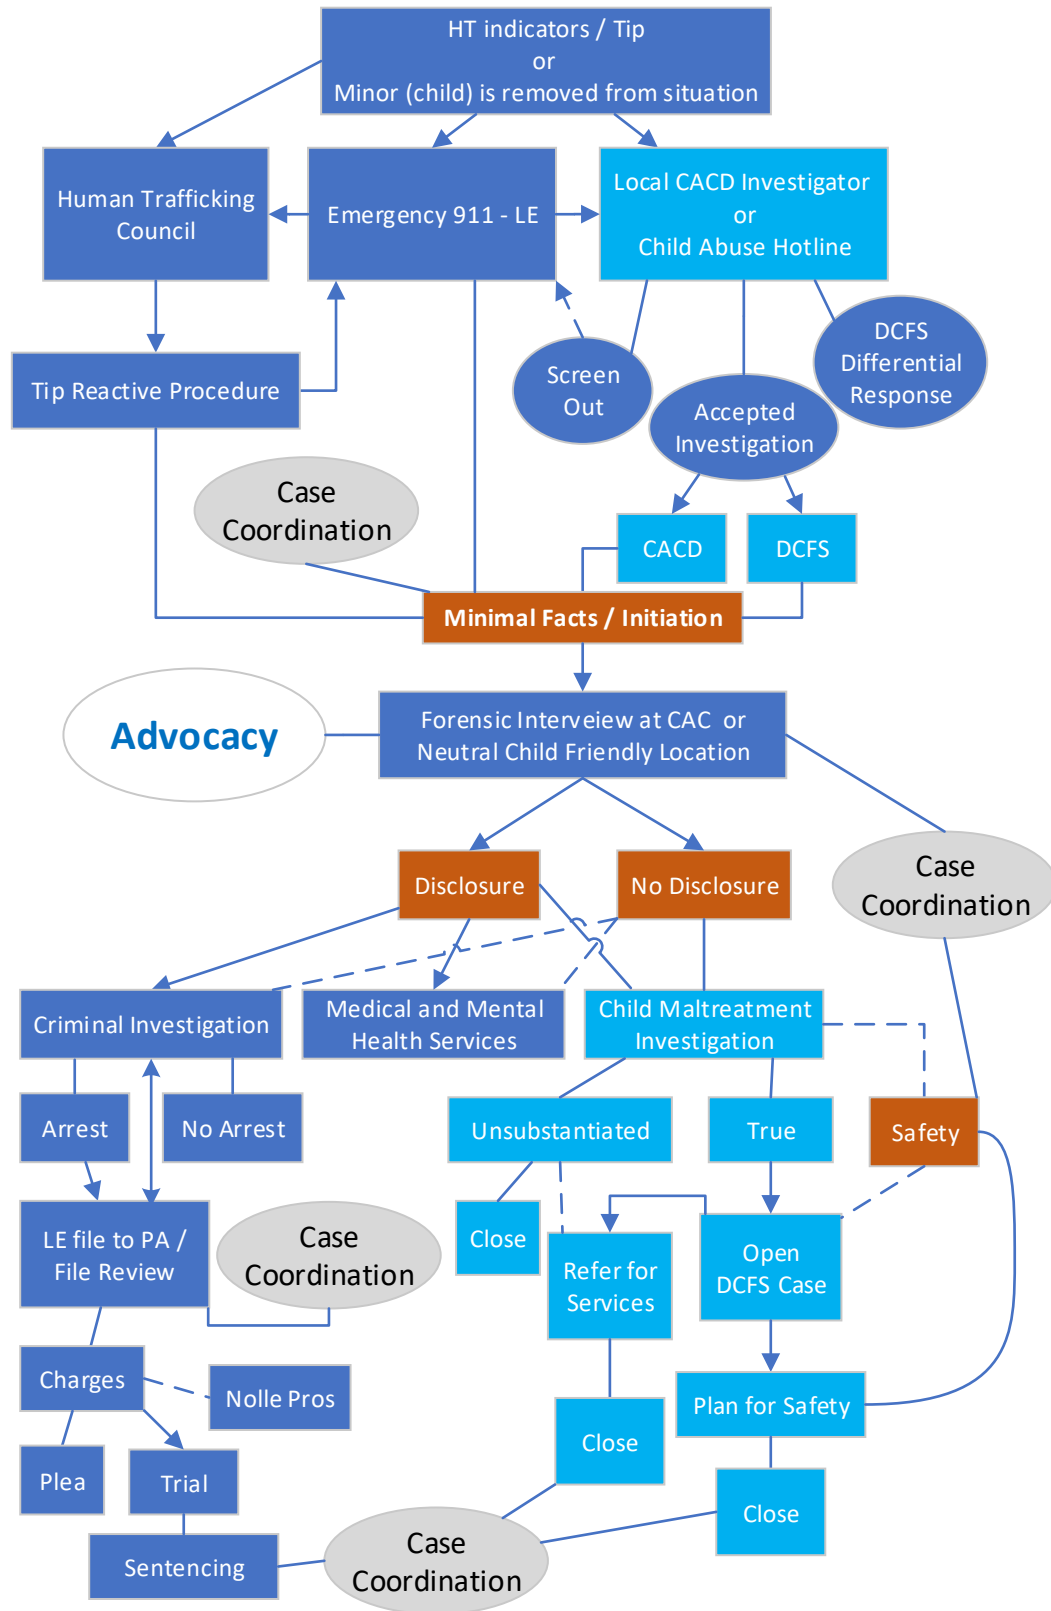 HT indicators / Tip
or
Minor (child) is removed from situation
Human Trafficking
Council
Emergency 911 - LE
Local CACD Investigator
or
Child Abuse Hotline
Tip Reactive Procedure
Screen
Out
DCFS
Differential
Response
Accepted
Investigation
Case
Coordination
CACD
DCFS
Minimal Facts / Initiation
Advocacy
Forensic Interveiew at CAC or
Neutral Child Friendly Location
Disclosure
No Disclosure
Case
Coordination
Criminal Investigation
Medical and Mental
Health Services
Child Maltreatment
Investigation
Arrest
No Arrest
Unsubstantiated
True
Safety
LE file to PA /
File Review
Case
Coordination
Close
Refer for
Services
Open
DCFS Case
Charges
Nolle Pros
Plan for Safety
Plea
Trial
Close
Close
Sentencing
Case
Coordination